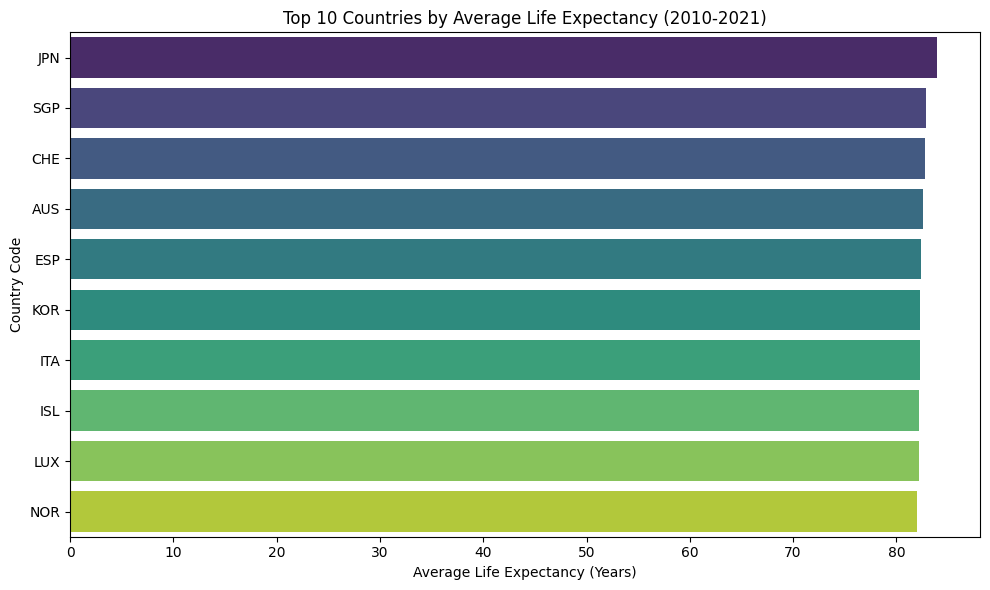 Top 10 Countries by Average Life Expectancy (2010-2021)
Country Code
JPN
SGP
CHE
AUS
ESP
KOR
ITA
ISL
LUX
NOR
0 10 20 30 40 50 60 70 80
Average Life Expectancy (Years)